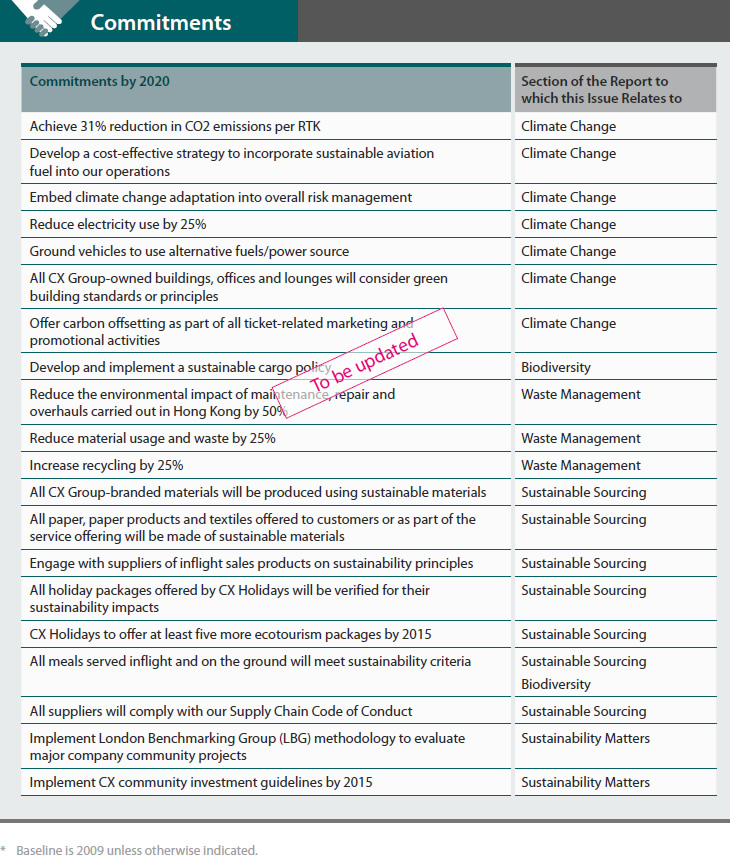 Commitments
Commitments by 2020
Section of the Report to
which this Issue Relates to
Achieve 31% reduction in CO2 emissions per RTK
Climate Change
Develop a cost-effective strategy to incorporate sustainable aviation
fuel into our operations
Climate Change
Embed climate change adaptation into overall risk management
Climate Change
Reduce electricity use by 25%
Climate Change
Ground vehicles to use alternative fuels/power source
Climate Change
All CX Group-owned buildings, offices and lounges will consider green
building standards or principles
Climate Change
Offer carbon offsetting as part of all ticket-related marketing and
promotional activities
Climate Change
Develop and implement a sustainable cargo policy
Biodiversity
To be updated
Reduce the environmental impact of maintenance, repair and
overhauls carried out in Hong Kong by 50%
Waste Management
Reduce material usage and waste by 25%
Waste Management
Increase recycling by 25%
Waste Management
All CX Group-branded materials will be produced using sustainable materials
Sustainable Sourcing
All paper, paper products and textiles offered to customers or as part of the
service offering will be made of sustainable materials
Sustainable Sourcing
Engage with suppliers of inflight sales products on sustainability principles
Sustainable Sourcing
All holiday packages offered by CX Holidays will be verified for their
sustainability impacts
Sustainable Sourcing
CX Holidays to offer at least five more ecotourism packages by 2015
Sustainable Sourcing
All meals served inflight and on the ground will meet sustainability criteria
Sustainable Sourcing
Biodiversity
All suppliers will comply with our Supply Chain Code of Conduct
Sustainable Sourcing
Implement London Benchmarking Group (LBG) methodology to evaluate
major company community projects
Sustainability Matters
Implement CX community investment guidelines by 2015
Sustainability Matters
* Baseline is 2009 unless otherwise indicated.